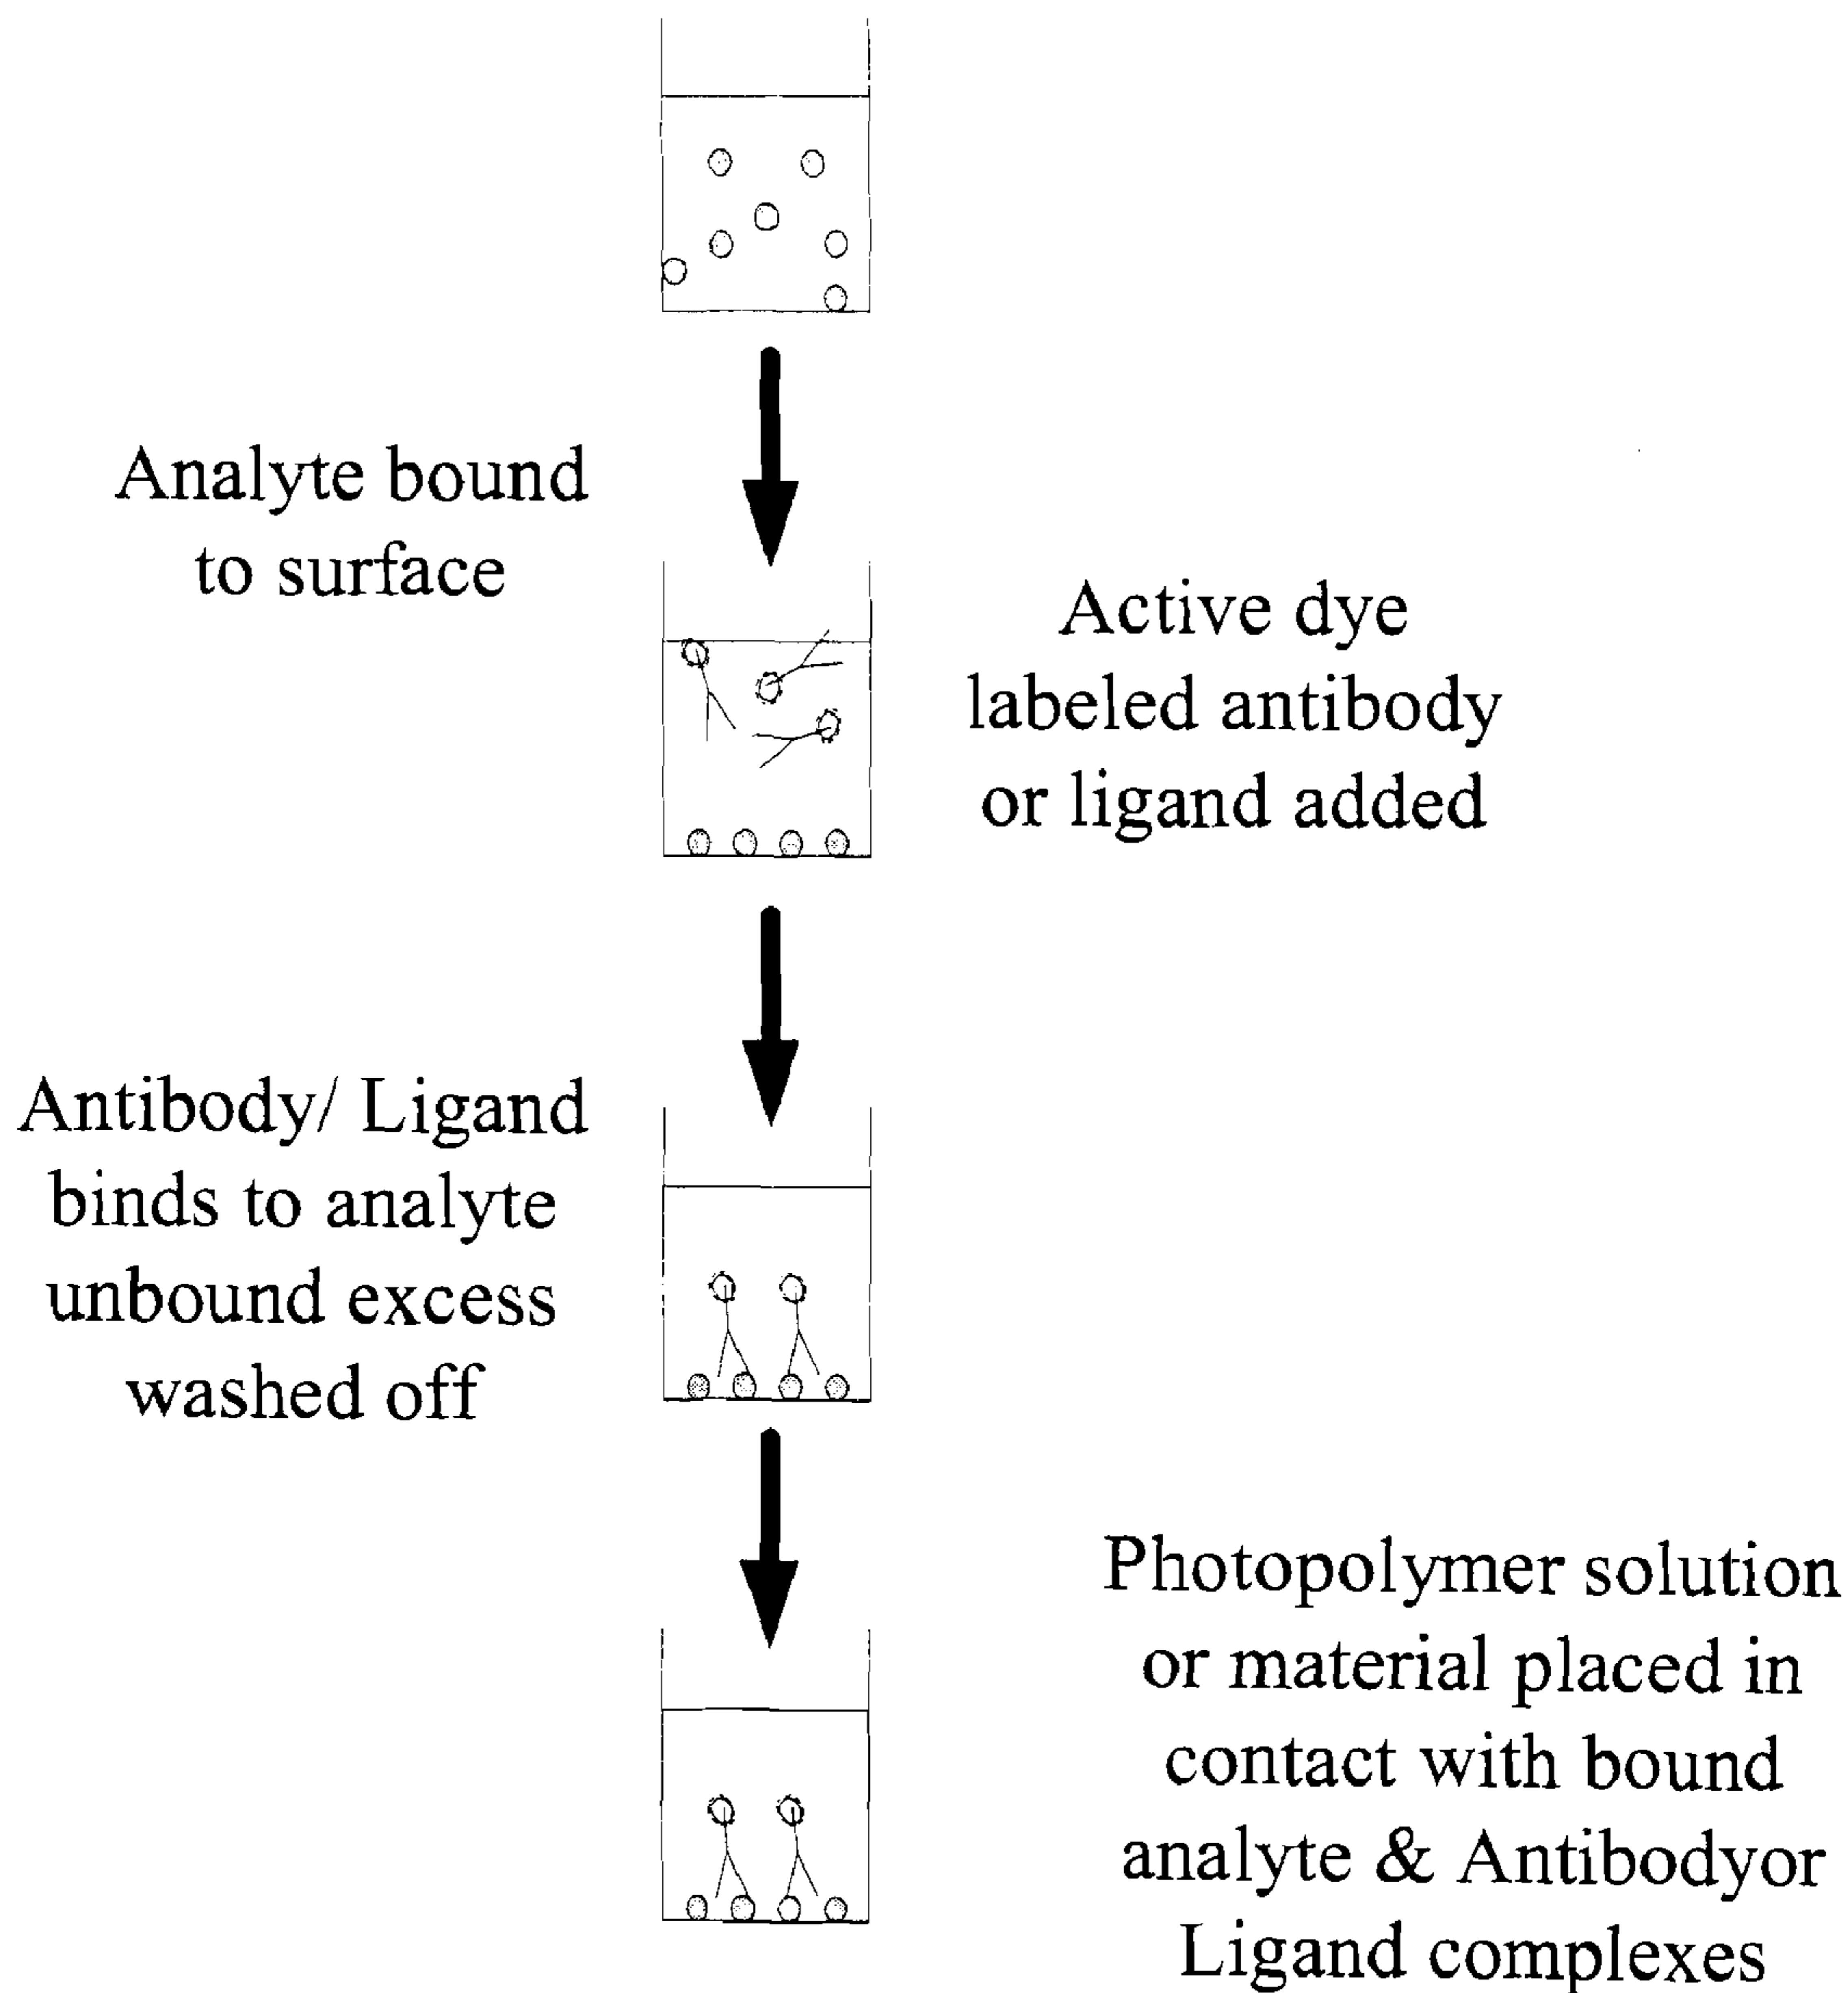 Analyte bound
to surface
Active dye
labeled antibody
or ligand added
Antibody/ Ligand
binds to analyte
unbound excess
washed off
Photopolymer solution
or material placed in
contact with bound
analyte & Antibodyor
Ligand complexes